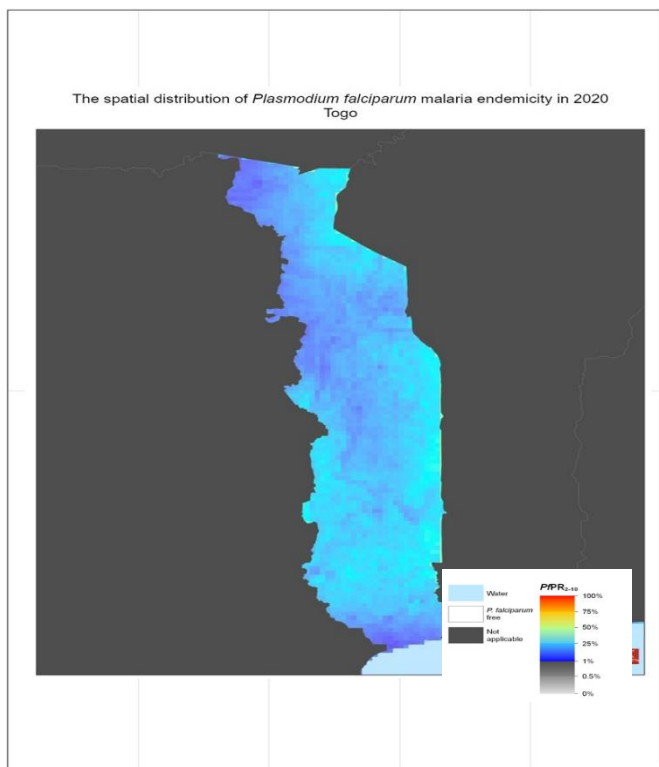 The spatial distribution of Plasmodium falciparum malaria endemicity in 2020
Togo
Water
P. falciparum
free
Not
applicable
PfPR₂₋₁₀
100%
75%
50%
25%
1%
0.5%
0%